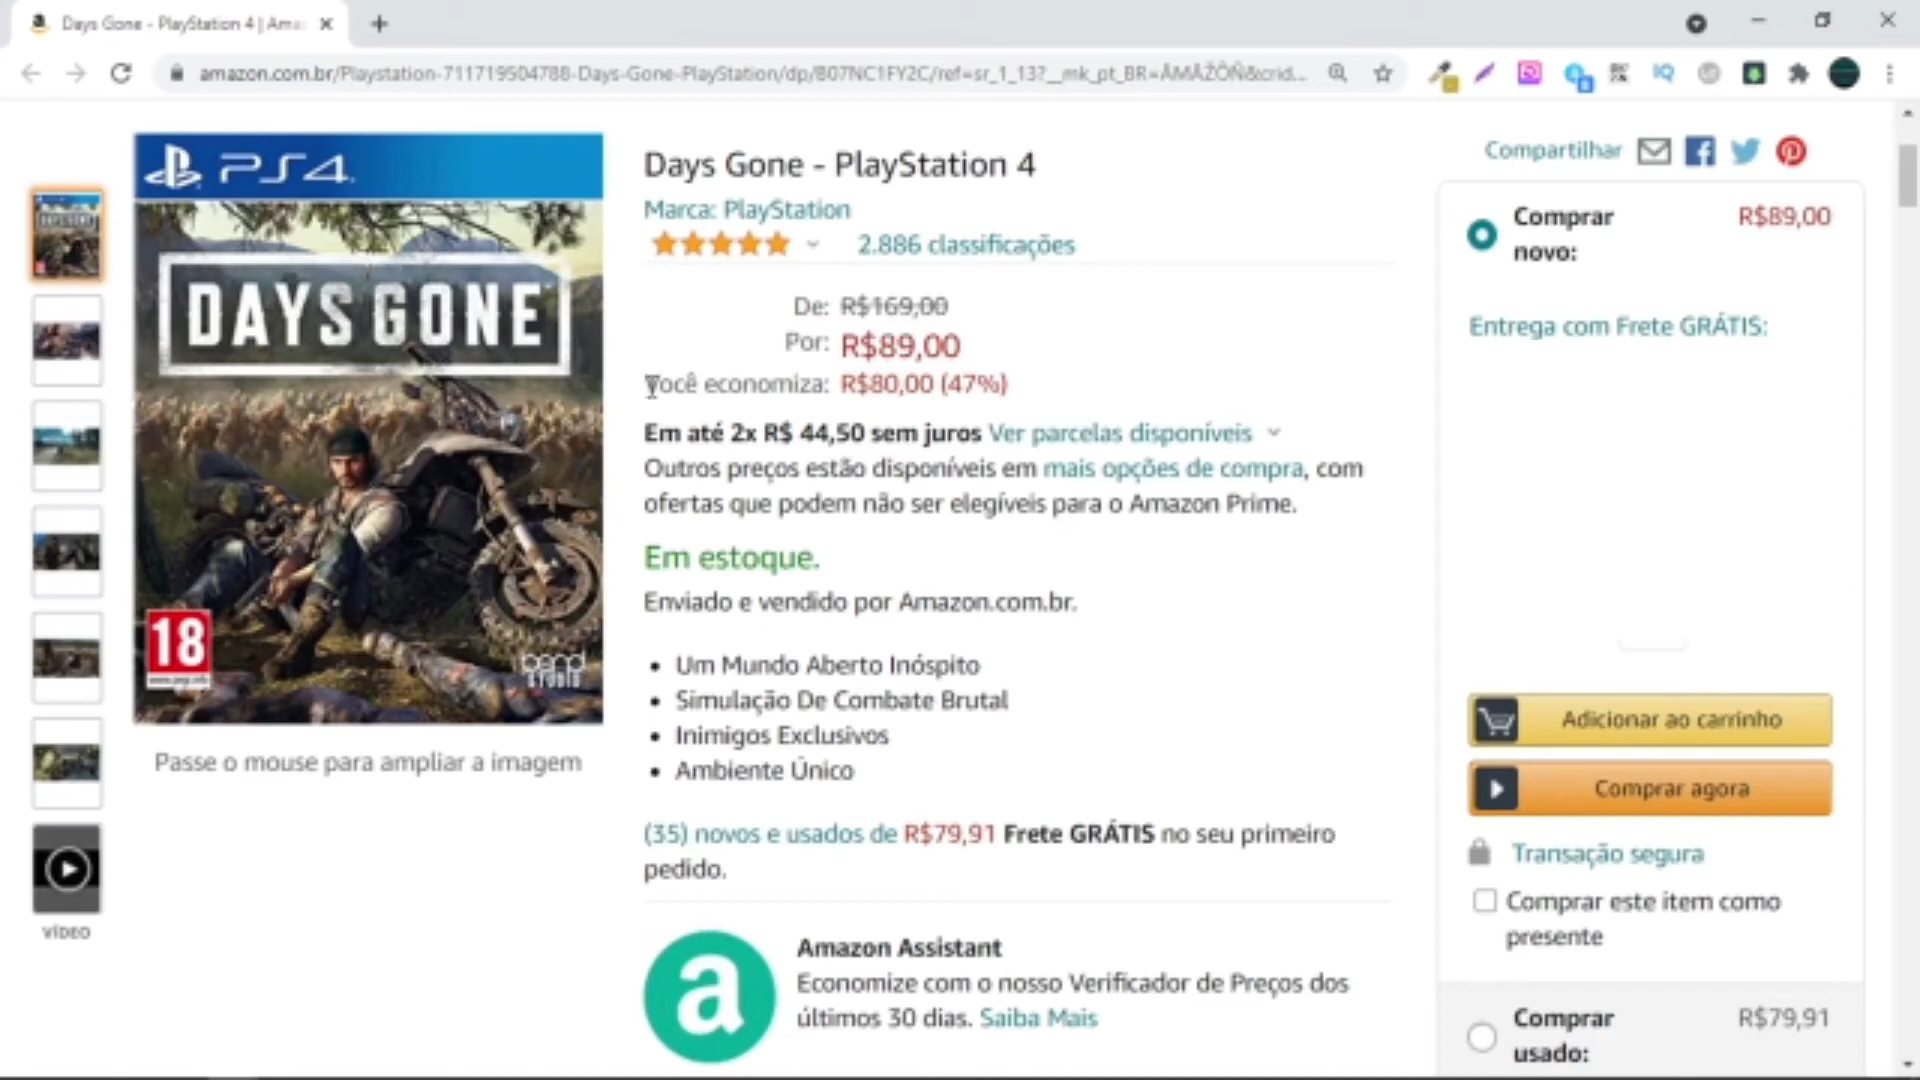 Days Gone - PlayStation 4 | Ama
amazon.com.br/Playstation-711719504788-Days-Gone-PlayStation/dp/B07NC1FY2C/ref=sr_1_13?__mk_pt_BR=ÅMÅŽÕÑ&crid...
PS4
DAYS GONE
18
bend
STUDIO
Passe o mouse para ampliar a imagem
VÍDEO
Days Gone - PlayStation 4
Marca: PlayStation
2.886 classificações
De: R$169,00
Por: R$89,00
Você economiza: R$80,00 (47%)
Em até 2x R$ 44,50 sem juros Ver parcelas disponíveis
Outros preços estão disponíveis em mais opções de compra, com
ofertas que podem não ser elegíveis para o Amazon Prime.
Em estoque.
Enviado e vendido por Amazon.com.br.
• Um Mundo Aberto Inóspito
• Simulação De Combate Brutal
• Inimigos Exclusivos
• Ambiente Único
(35) novos e usados de R$79,91 Frete GRÁTIS no seu primeiro
pedido.
a
Amazon Assistant
Economize com o nosso Verificador de Preços dos
últimos 30 dias. Saiba Mais
Compartilhar
Comprar R$89,00
novo:
Entrega com Frete GRÁTIS:
Adicionar ao carrinho
Comprar agora
Transação segura
Comprar este item como
presente
Comprar R$79,91
usado: